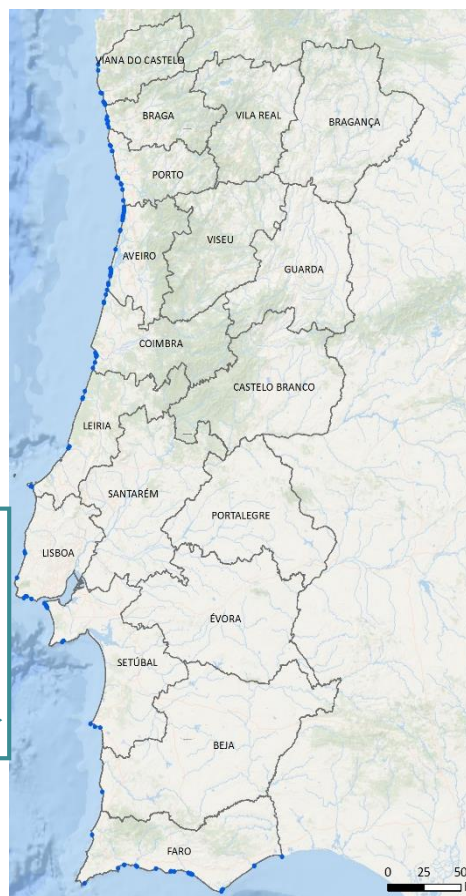 VIANA DO CASTELO
BRAGA
VILA REAL
BRAGANÇA
PORTO
AVEIRO
VISEU
GUARDA
COIMBRA
CASTELO BRANCO
LEIRIA
SANTARÉM
PORTALEGRE
LISBOA
ÉVORA
SETÚBAL
BEJA
FARO
0 25 50